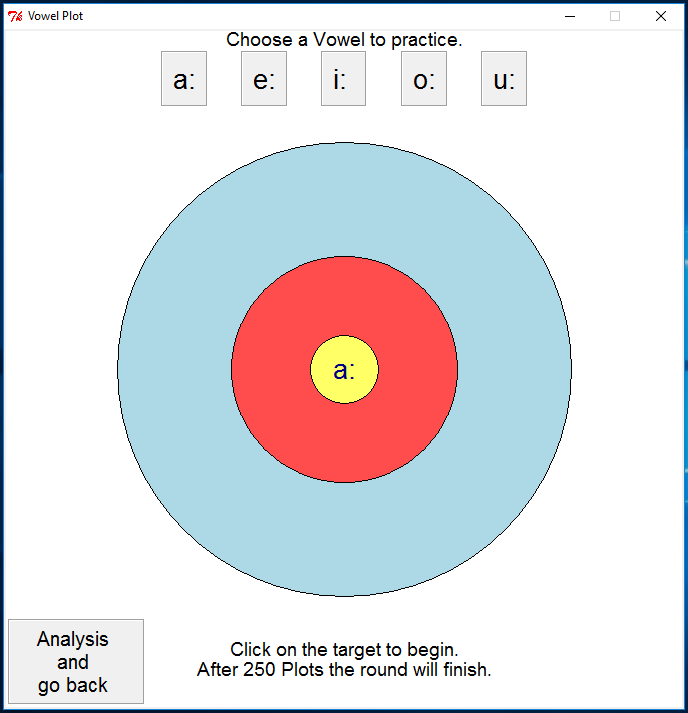 Vowel Plot
Choose a Vowel to practice.
a: e: i: o: u:
a:
Analysis
and
go back
Click on the target to begin.
After 250 Plots the round will finish.